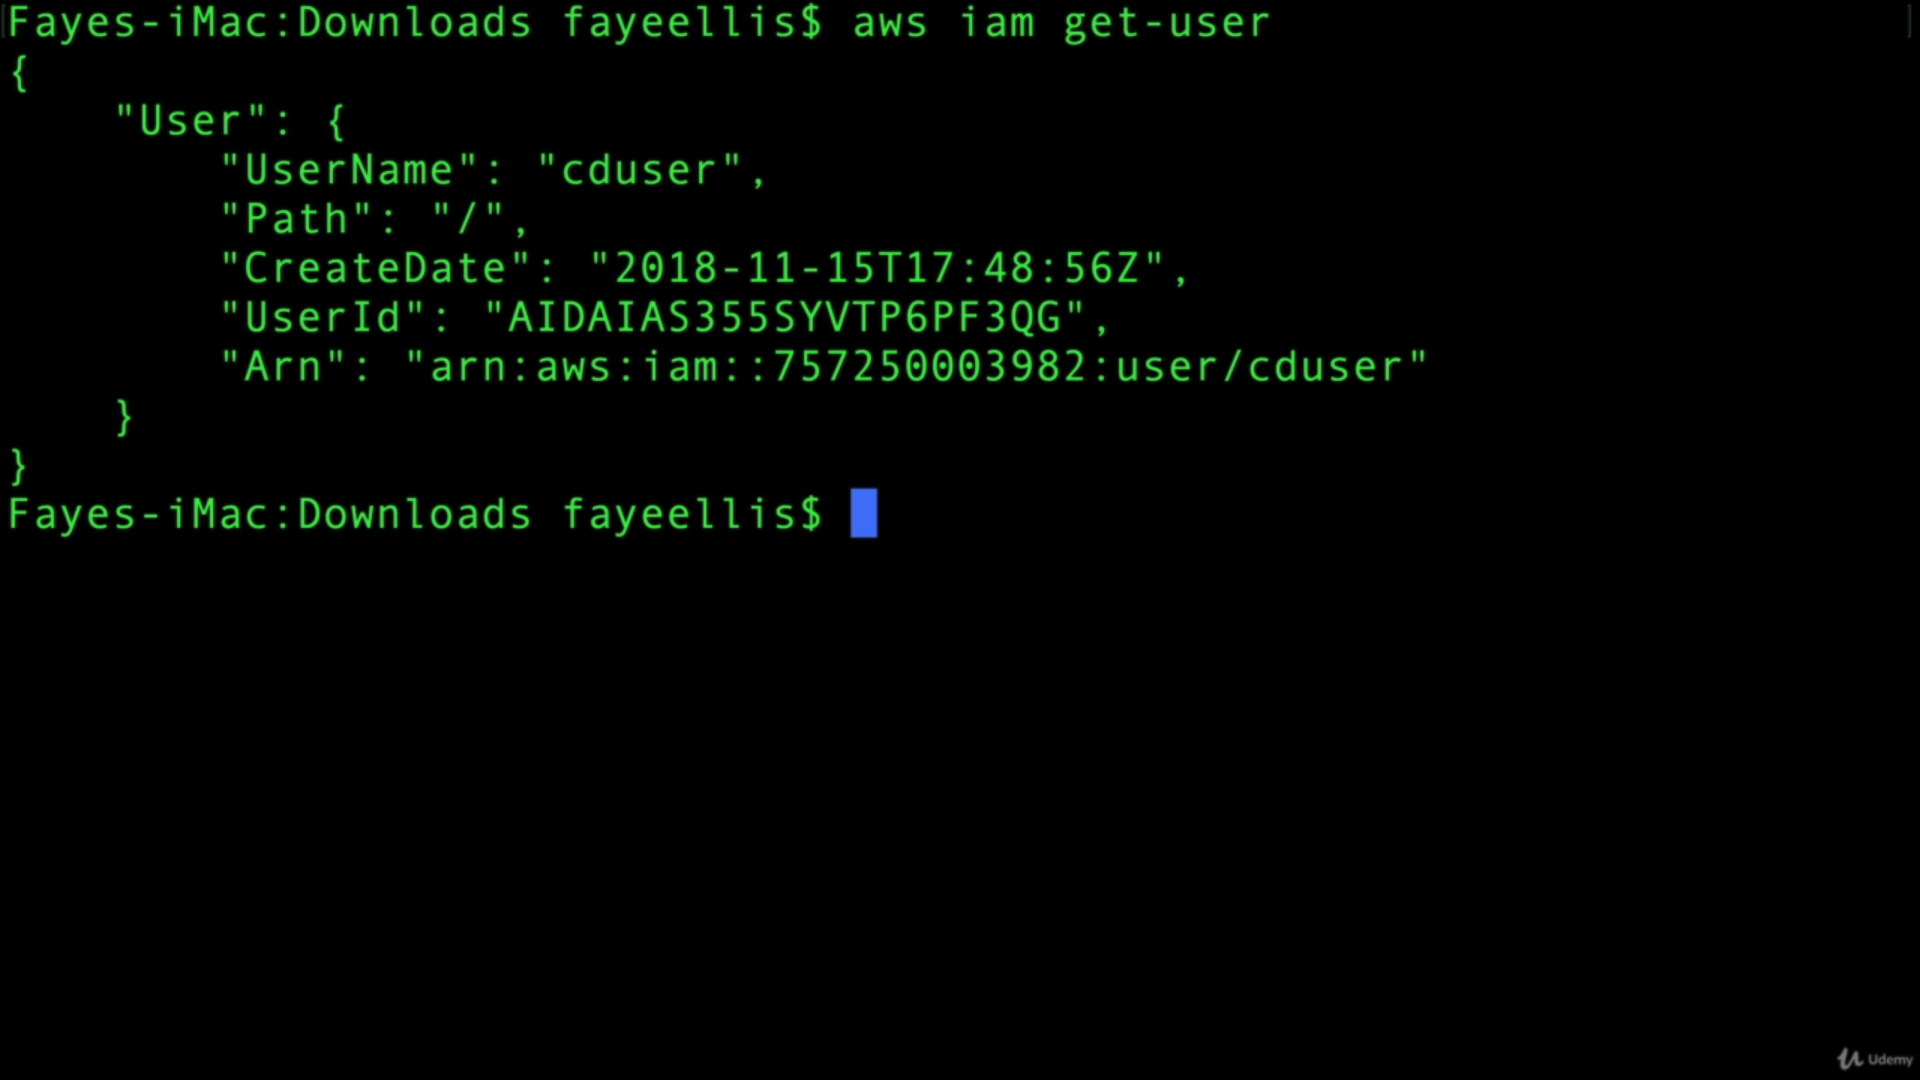 [Fayes-iMac:Downloads fayeellis$ aws iam get-user ]
{
    "User": {
        "UserName": "cduser",
        "Path": "/",
        "CreateDate": "2018-11-15T17:48:56Z",
        "UserId": "AIDAIAS355SYVTP6PF3QG",
        "Arn": "arn:aws:iam::757250003982:user/cduser"
    }
}
Fayes-iMac:Downloads fayeellis$
Udemy